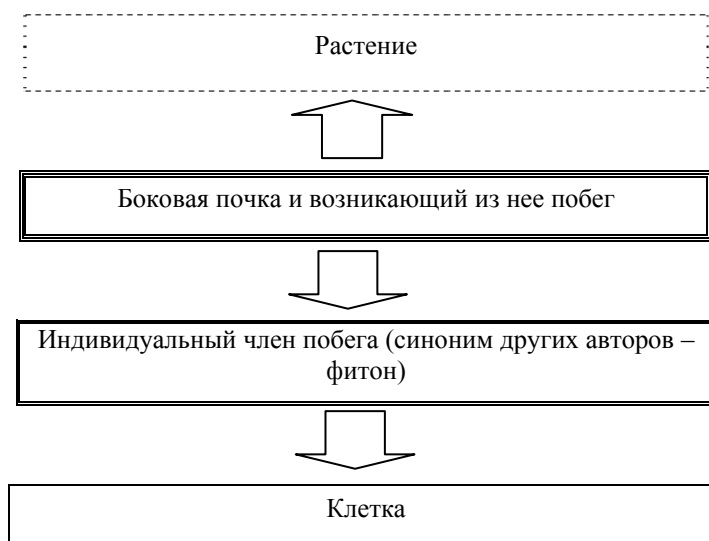 Растение
Боковая почка и возникающий из нее побег
Индивидуальный член побега (синоним других авторов –
фитон)
Клетка